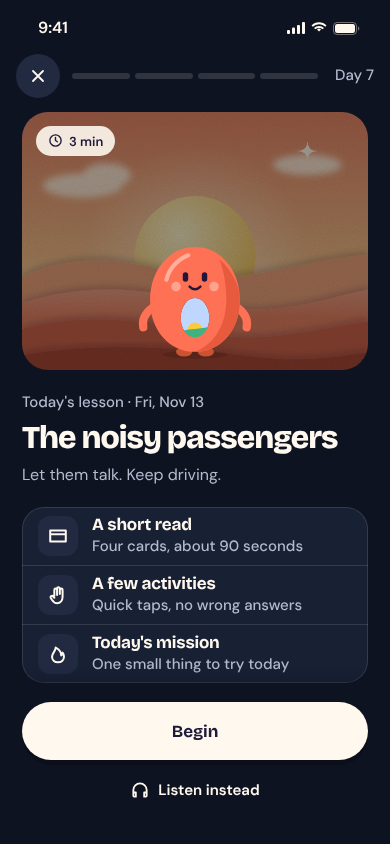 9:41
Day 7
3 min
Today's lesson · Fri, Nov 13
The noisy passengers
Let them talk. Keep driving.
A short read
Four cards, about 90 seconds
A few activities
Quick taps, no wrong answers
Today's mission
One small thing to try today
Begin
Listen instead